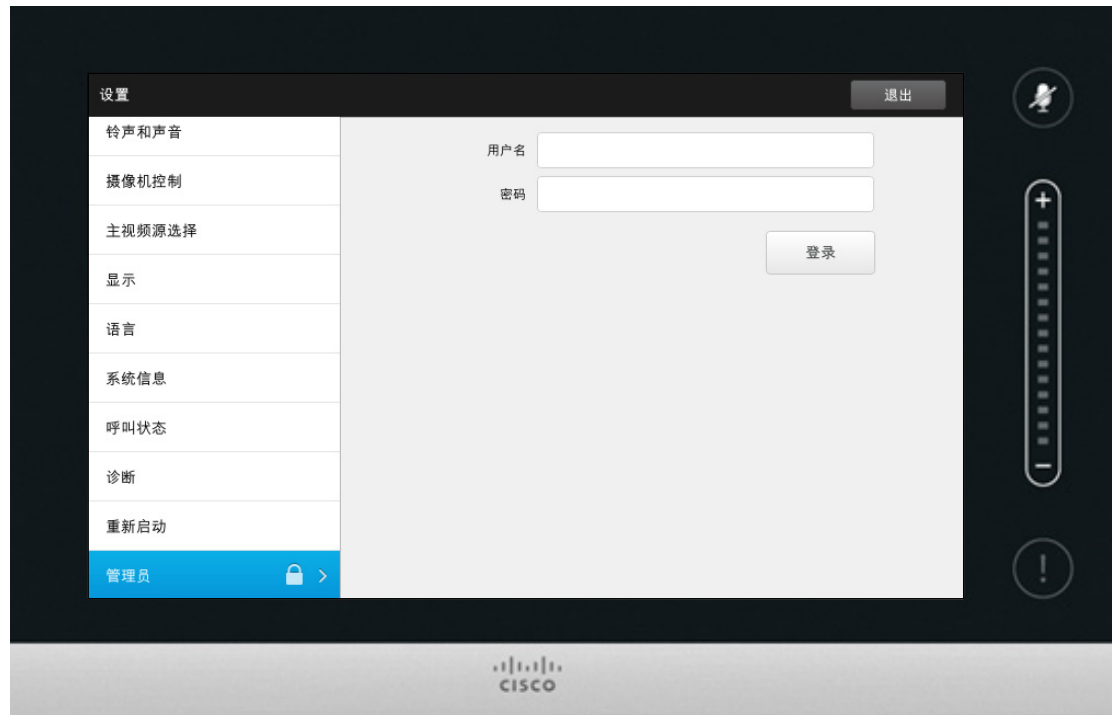 设置
退出
铃声和声音
摄像机控制
主视频源选择
显示
语言
系统信息
呼叫状态
诊断
重新启动
管理员
用户名
密码
登录
CISCO